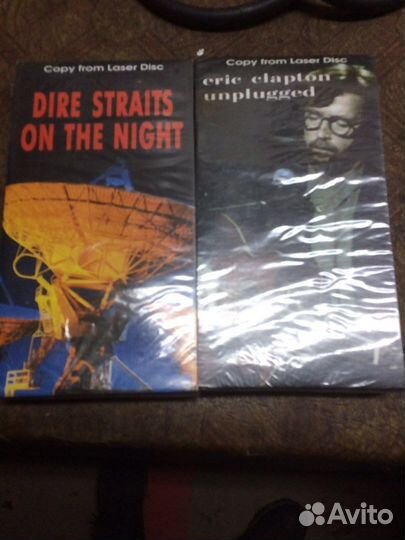 Copy from Laser Disc
DIRE STRAITS
ON THE NIGHT
Copy from Laser Disc
eric clapton
unplugged
Avito